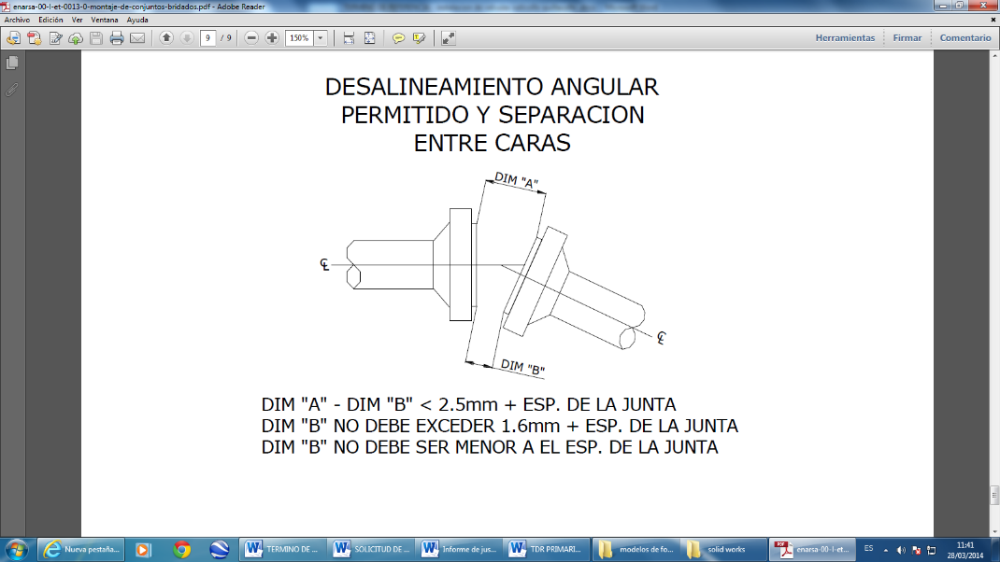 enarsa-00-l-et-0013-0-montaje-de-conjuntos-bridados.pdf - Adobe Reader
Archivo Edición Ver Ventana Ayuda
9 / 9 150% Herramientas Firmar Comentario
DESALINEAMIENTO ANGULAR
PERMITIDO Y SEPARACION
ENTRE CARAS
DIM "A"
DIM "B"
DIM "A" - DIM "B" < 2.5mm + ESP. DE LA JUNTA
DIM "B" NO DEBE EXCEDER 1.6mm + ESP. DE LA JUNTA
DIM "B" NO DEBE SER MENOR A EL ESP. DE LA JUNTA
Nueva pestaña... TERMINO DE ... SOLICITUD DE ... Informe de jus... TDR PRIMARI... modelos de fo... solid works enarsa-00-l-et... ES 11:41
28/03/2014